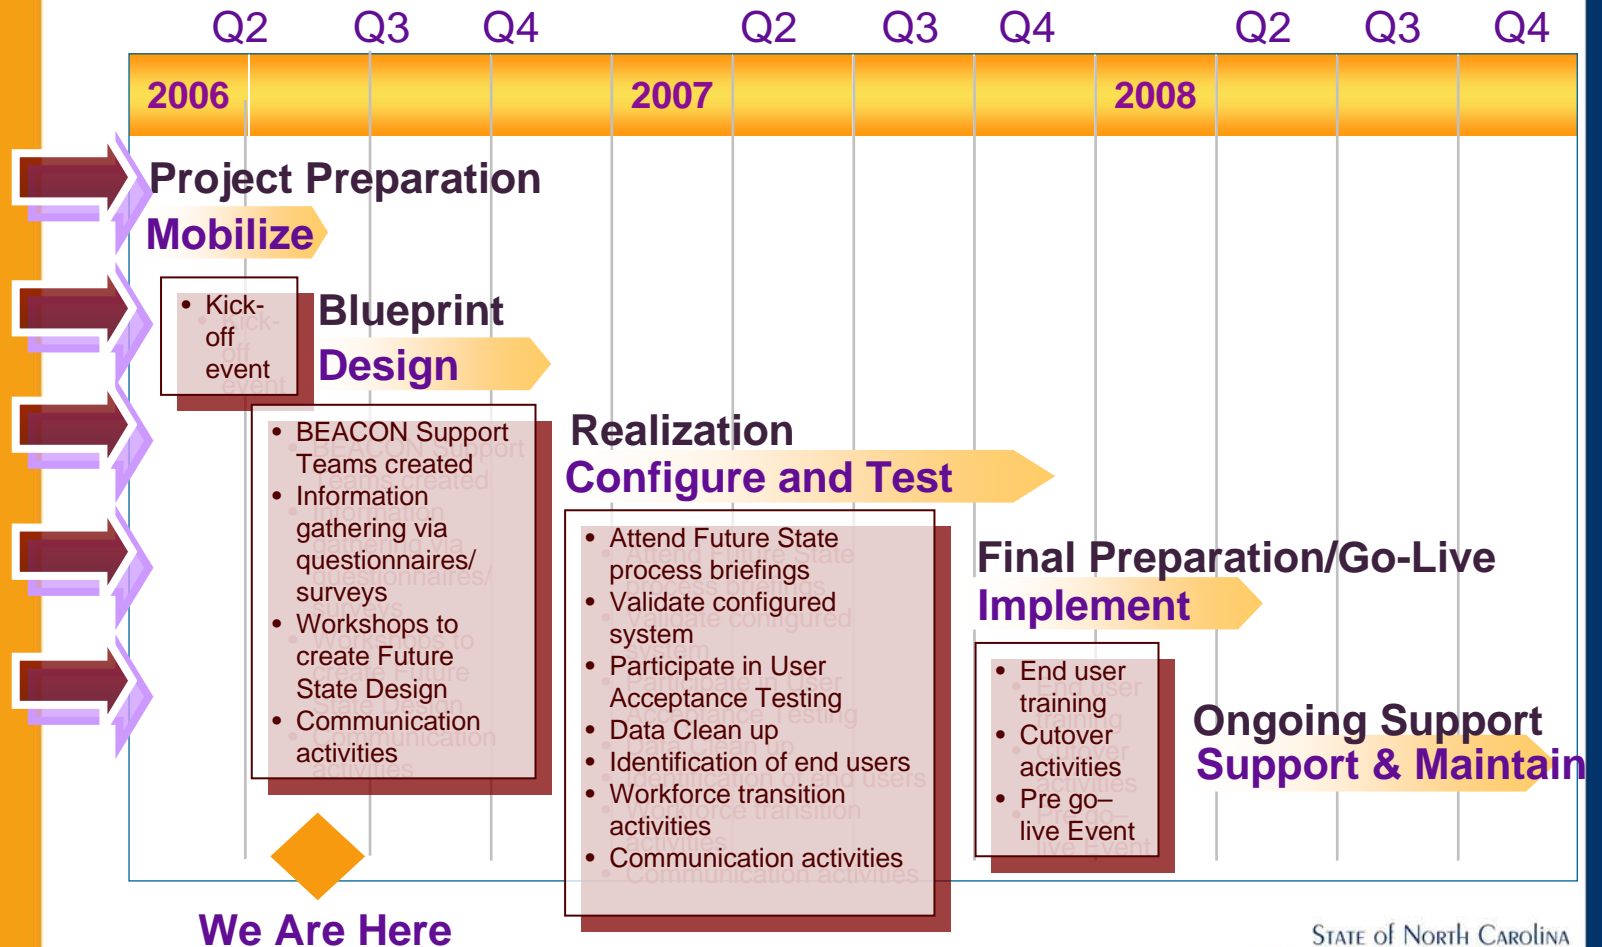 Q2 Q3 Q4 Q2 Q3 Q4 Q2 Q3 Q4
2006 2007 2008
Project Preparation
Mobilize
• Kick-
off
event
Blueprint
Design
• BEACON Support
Teams created
• Information
gathering via
questionnaires/
surveys
• Workshops to
create Future
State Design
• Communication
activities
Realization
Configure and Test
• Attend Future State
process briefings
• Validate configured
system
• Participate in User
Acceptance Testing
• Data Clean up
• Identification of end users
• Workforce transition
activities
• Communication activities
Final Preparation/Go-Live
Implement
• End user
training
• Cutover
activities
• Pre go–
live Event
Ongoing Support
Support & Maintain
We Are Here
State of North Carolina